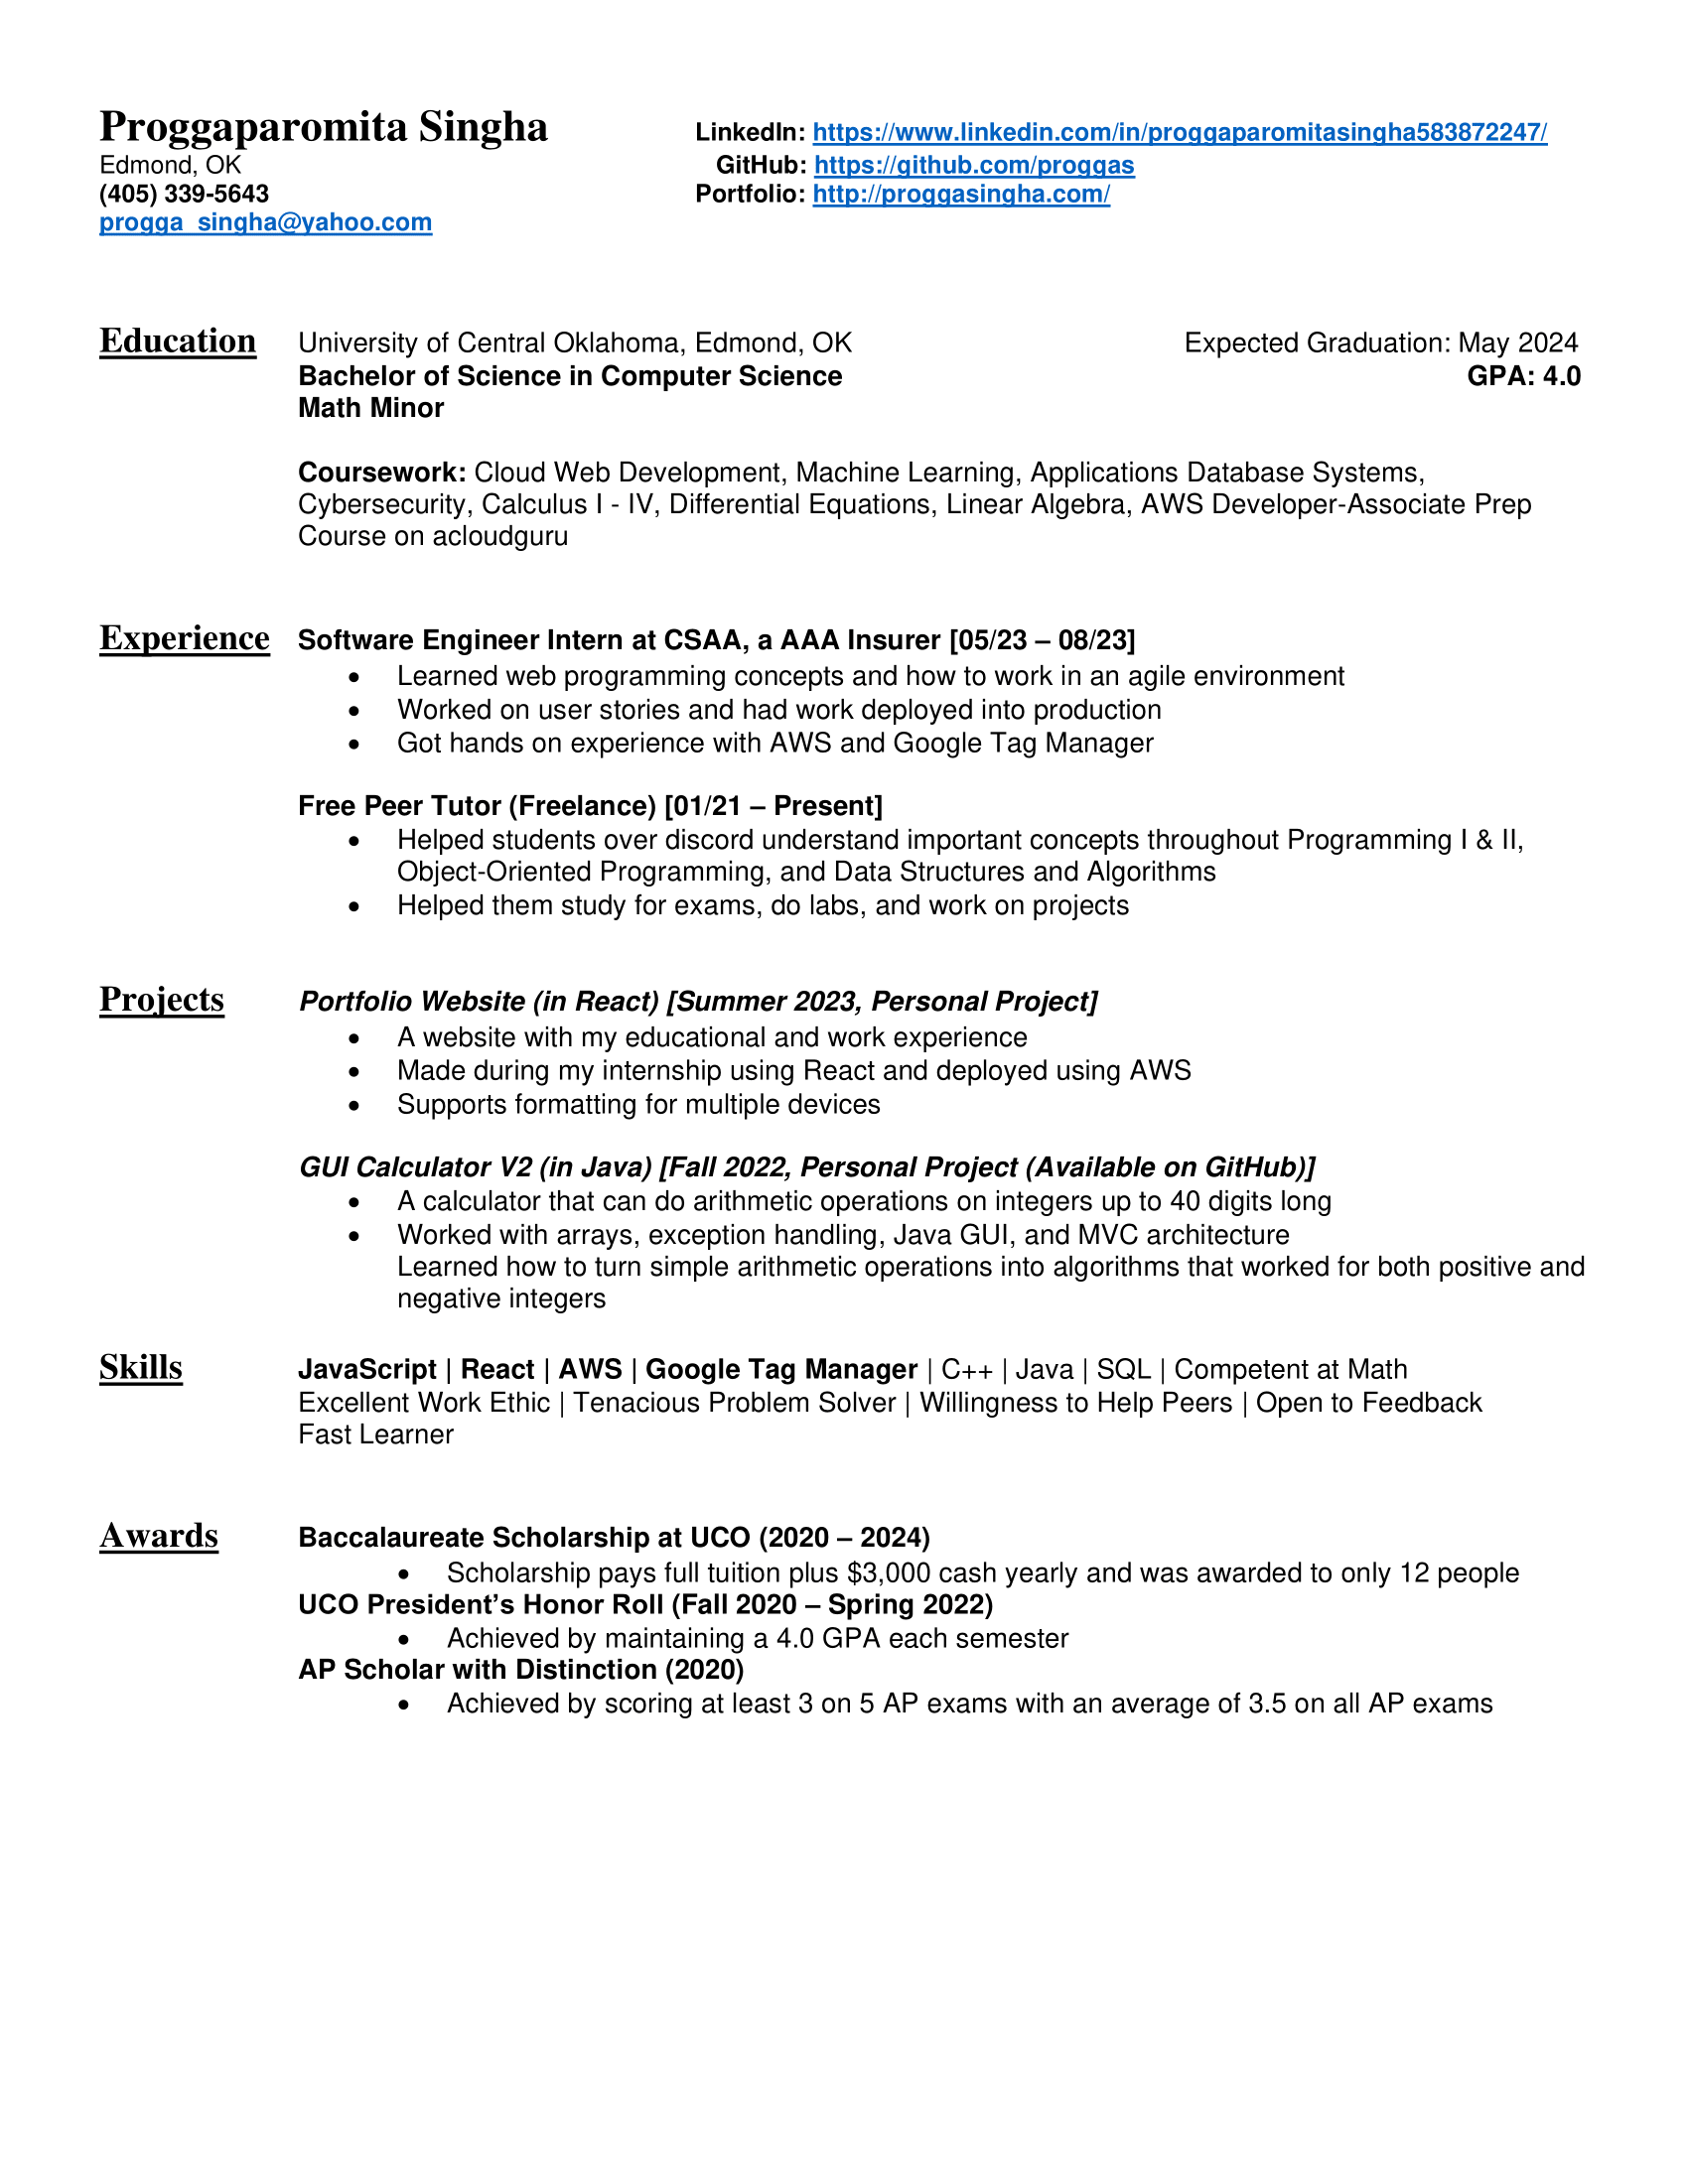 Proggaparomita Singha
LinkedIn: https://www.linkedin.com/in/proggaparomitasingha583872247/
Edmond, OK
GitHub: https://github.com/proggas
(405) 339-5643
Portfolio: http://proggasingha.com/
progga_singha@yahoo.com
Education
University of Central Oklahoma, Edmond, OK Expected Graduation: May 2024
Bachelor of Science in Computer Science GPA: 4.0
Math Minor
Coursework: Cloud Web Development, Machine Learning, Applications Database Systems,
Cybersecurity, Calculus I - IV, Differential Equations, Linear Algebra, AWS Developer-Associate Prep
Course on acloudguru
Experience
Software Engineer Intern at CSAA, a AAA Insurer [05/23 – 08/23]
• Learned web programming concepts and how to work in an agile environment
• Worked on user stories and had work deployed into production
• Got hands on experience with AWS and Google Tag Manager
Free Peer Tutor (Freelance) [01/21 – Present]
• Helped students over discord understand important concepts throughout Programming I & II,
Object-Oriented Programming, and Data Structures and Algorithms
• Helped them study for exams, do labs, and work on projects
Projects
Portfolio Website (in React) [Summer 2023, Personal Project]
• A website with my educational and work experience
• Made during my internship using React and deployed using AWS
• Supports formatting for multiple devices
GUI Calculator V2 (in Java) [Fall 2022, Personal Project (Available on GitHub)]
• A calculator that can do arithmetic operations on integers up to 40 digits long
• Worked with arrays, exception handling, Java GUI, and MVC architecture
Learned how to turn simple arithmetic operations into algorithms that worked for both positive and
negative integers
Skills
JavaScript | React | AWS | Google Tag Manager | C++ | Java | SQL | Competent at Math
Excellent Work Ethic | Tenacious Problem Solver | Willingness to Help Peers | Open to Feedback
Fast Learner
Awards
Baccalaureate Scholarship at UCO (2020 – 2024)
• Scholarship pays full tuition plus $3,000 cash yearly and was awarded to only 12 people
UCO President’s Honor Roll (Fall 2020 – Spring 2022)
• Achieved by maintaining a 4.0 GPA each semester
AP Scholar with Distinction (2020)
• Achieved by scoring at least 3 on 5 AP exams with an average of 3.5 on all AP exams